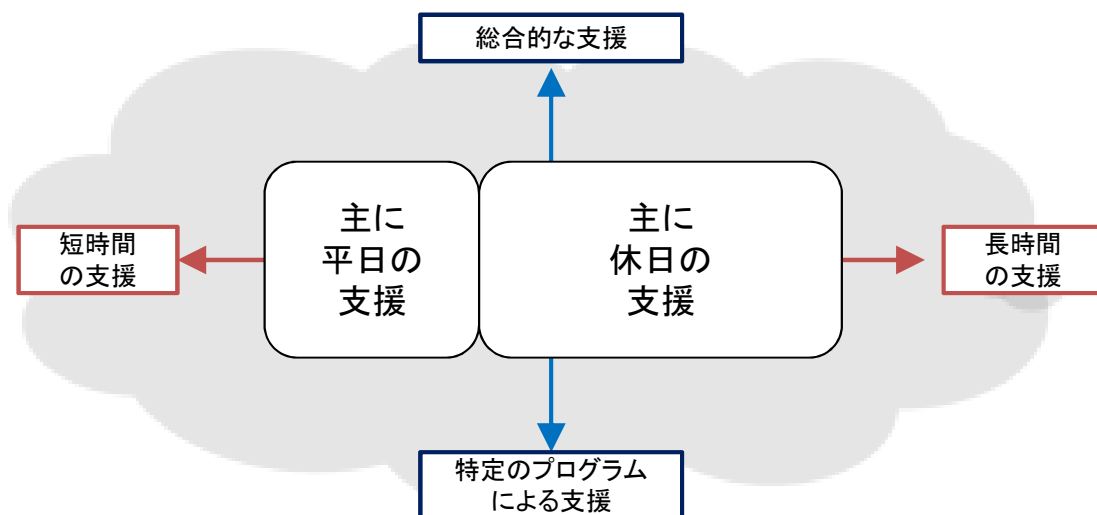 総合的な支援
主に
平日の
支援
主に
休日の
支援
短時間
の支援
長時間
の支援
特定のプログラム
による支援